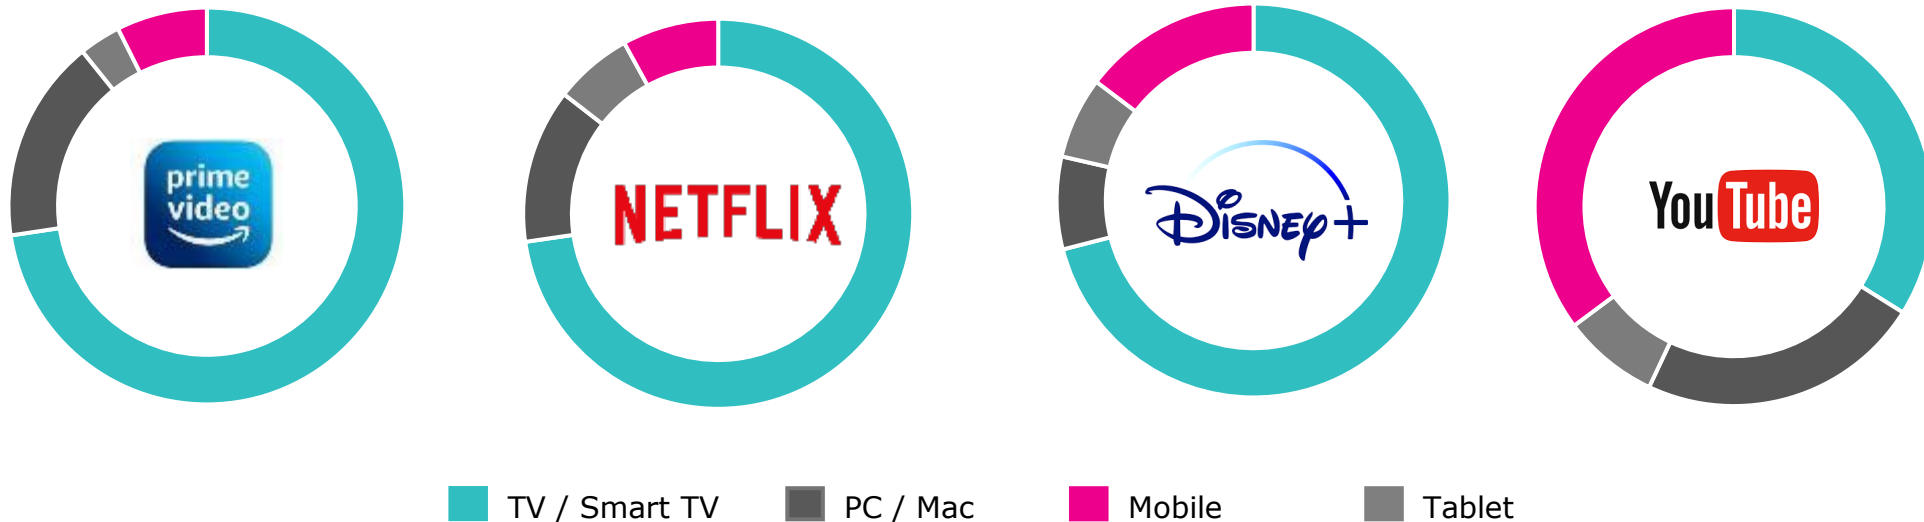 prime
video
NETFLIX
Disney+
YouTube
TV / Smart TV
PC / Mac
Mobile
Tablet